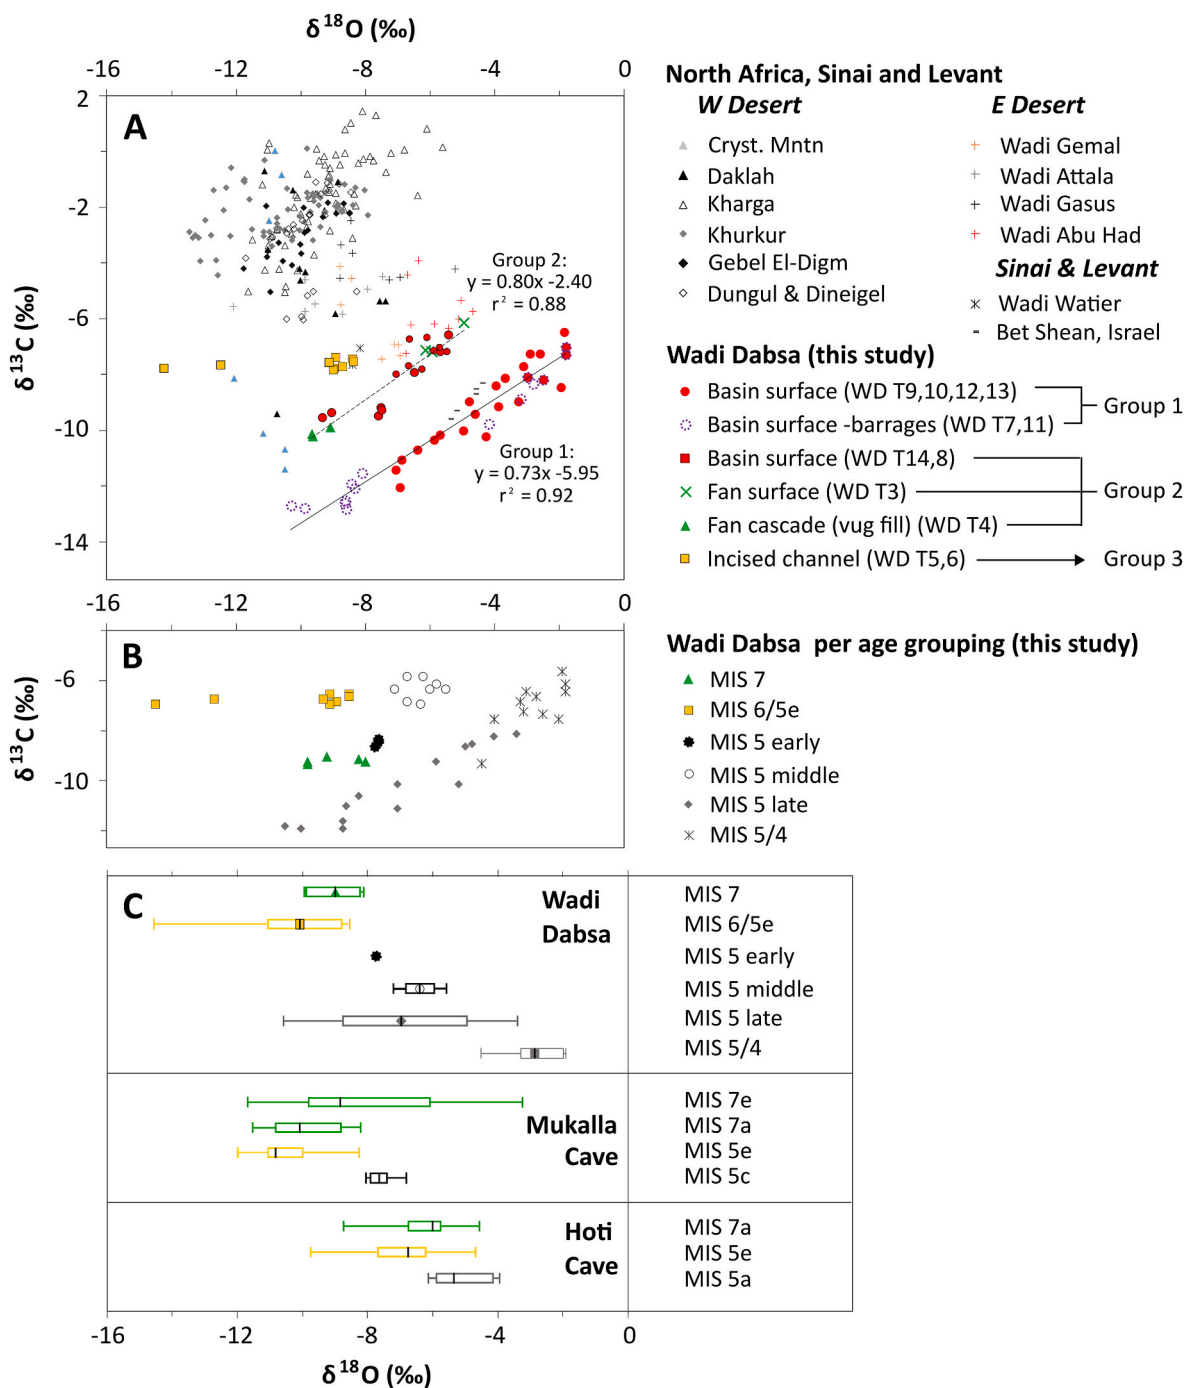 δ¹⁸O (‰)
-16 -12 -8 -4 0
2
-2
-6
-10
-14
δ¹³C (‰)
A
Group 2:
y = 0.80x -2.40
r² = 0.88
Group 1:
y = 0.73x -5.95
r² = 0.92
-16 -12 -8 -4 0
North Africa, Sinai and Levant
W Desert
Cryst. Mntn
Daklah
Kharga
Khurkur
Gebel El-Digm
Dungul & Dineigel
E Desert
Wadi Gemal
Wadi Attala
Wadi Gasus
Wadi Abu Had
Sinai & Levant
Wadi Watier
Bet Shean, Israel
Wadi Dabsa (this study)
Basin surface (WD T9,10,12,13)
Basin surface -barrages (WD T7,11)
Group 1
Basin surface (WD T14,8)
Fan surface (WD T3)
Group 2
Fan cascade (vug fill) (WD T4)
Incised channel (WD T5,6)
Group 3
B
-6
-10
δ¹³C (‰)
Wadi Dabsa per age grouping (this study)
MIS 7
MIS 6/5e
MIS 5 early
MIS 5 middle
MIS 5 late
MIS 5/4
C
Wadi
Dabsa
MIS 7
MIS 6/5e
MIS 5 early
MIS 5 middle
MIS 5 late
MIS 5/4
Mukalla
Cave
MIS 7e
MIS 7a
MIS 5e
MIS 5c
Hoti
Cave
MIS 7a
MIS 5e
MIS 5a
-16 -12 -8 -4 0
δ¹⁸O (‰)